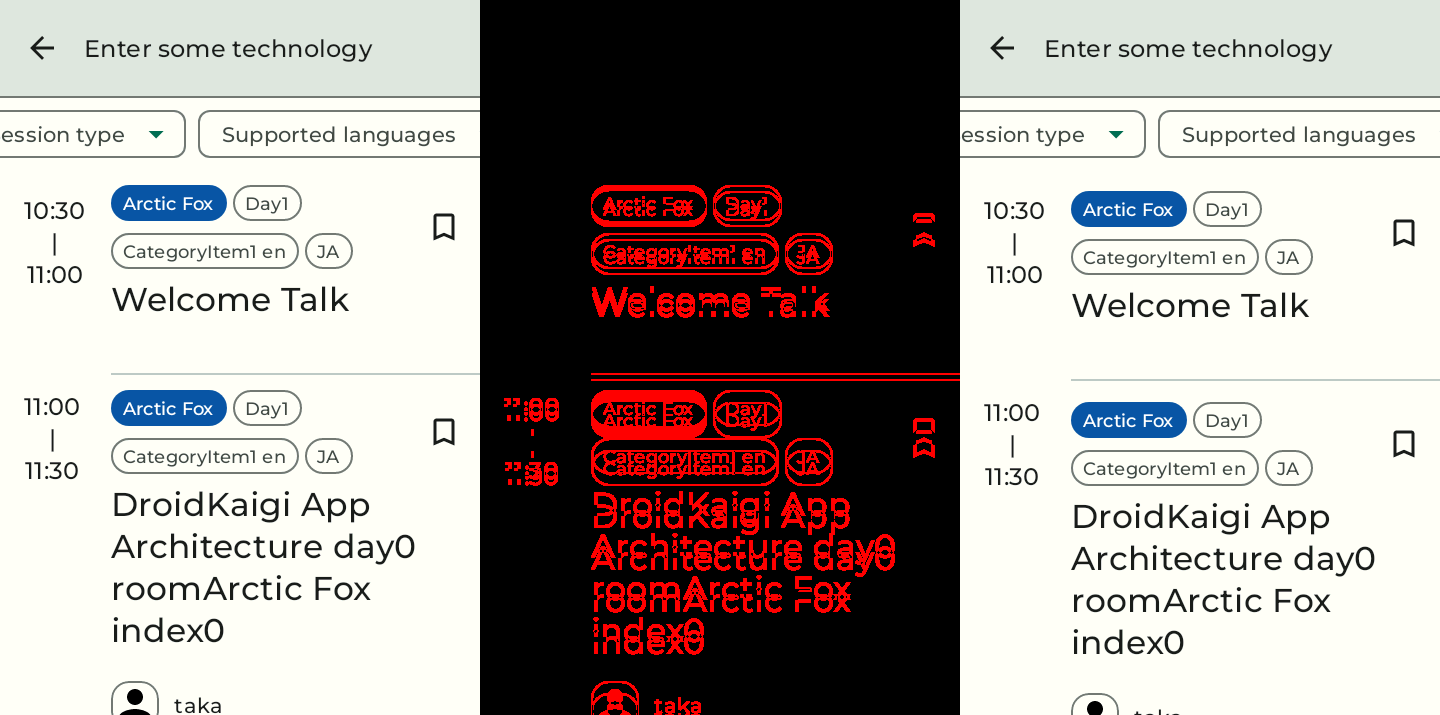 Enter some technology
ession type
Supported languages
10:30
|
11:00
Arctic Fox
Day1
CategoryItem1 en
JA
Welcome Talk
11:00
|
11:30
Arctic Fox
Day1
CategoryItem1 en
JA
DroidKaigi App
Architecture day0
roomArctic Fox
index0
taka
Arctic Fox
Day1
CategoryItem1 en
JA
Welcome Talk
11:00
11:30
Arctic Fox
Day1
CategoryItem1 en
JA
DroidKaigi App
Architecture day0
roomArctic Fox
index0
taka
Enter some technology
ession type
Supported languages
10:30
|
11:00
Arctic Fox
Day1
CategoryItem1 en
JA
Welcome Talk
11:00
|
11:30
Arctic Fox
Day1
CategoryItem1 en
JA
DroidKaigi App
Architecture day0
roomArctic Fox
index0
taka